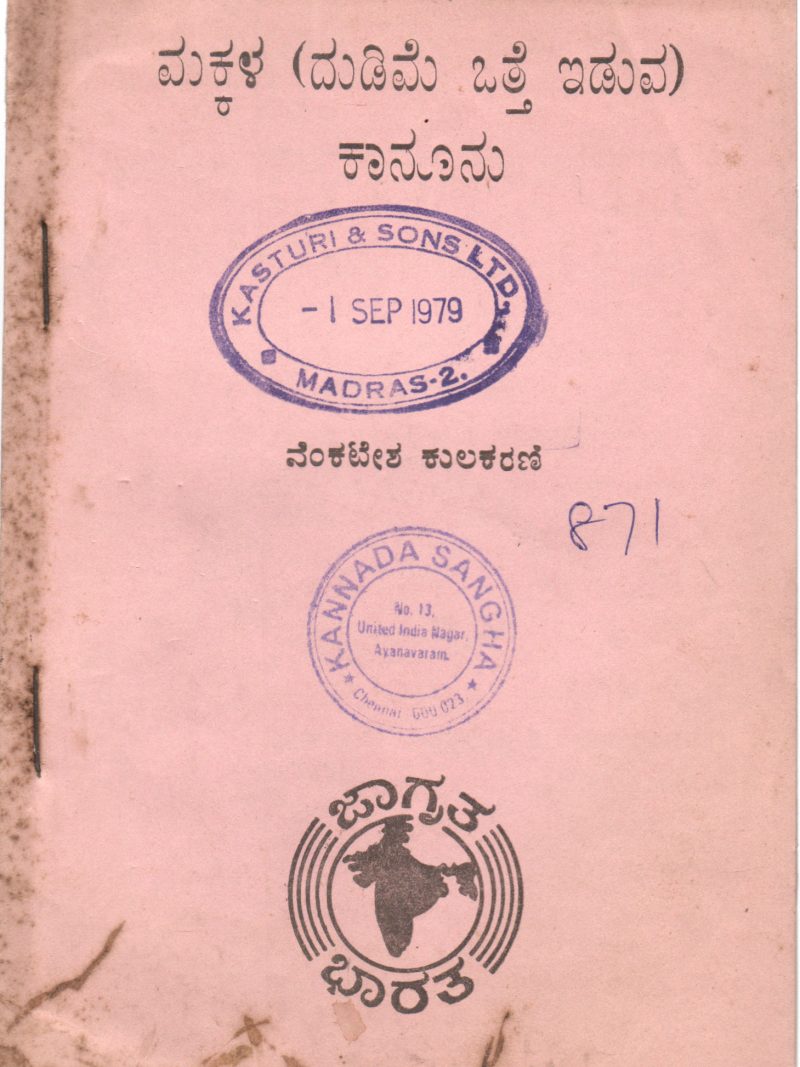 ಮಕ್ಕಳ (ದುಡಿಮೆ ಒತ್ತೆ ಇಡುವ)
ಕಾನೂನು
KASTURI & SONS LTD.,
-1 SEP 1979
MADRAS-2.
ವೆಂಕಟೇಶ ಕುಲಕರಣಿ
871
KANNADA SANGHA
No. 13,
United India Nagar,
Ayanavaram.
Chennai 600 023.
ಜಾಗೃತ
ಭಾರತ